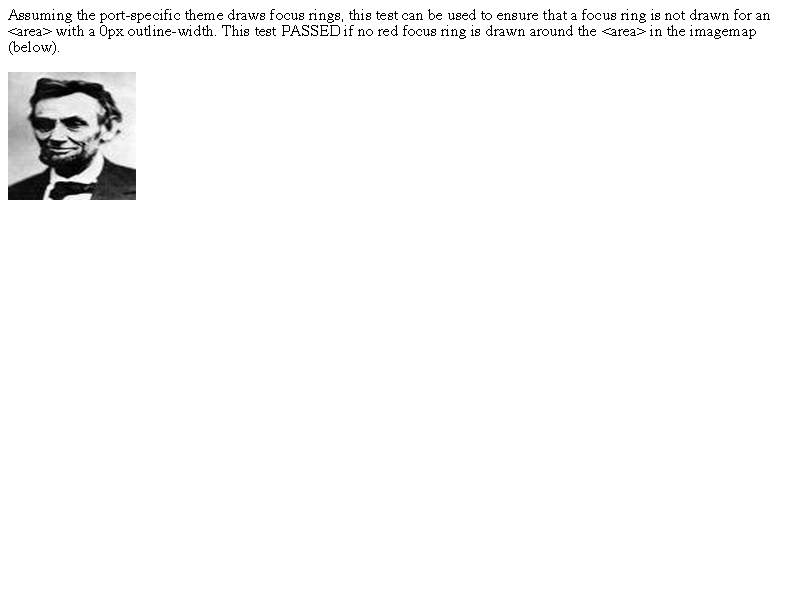 Assuming the port-specific theme draws focus rings, this test can be used to ensure that a focus ring is not drawn for an
<area> with a 0px outline-width. This test PASSED if no red focus ring is drawn around the <area> in the imagemap
(below).